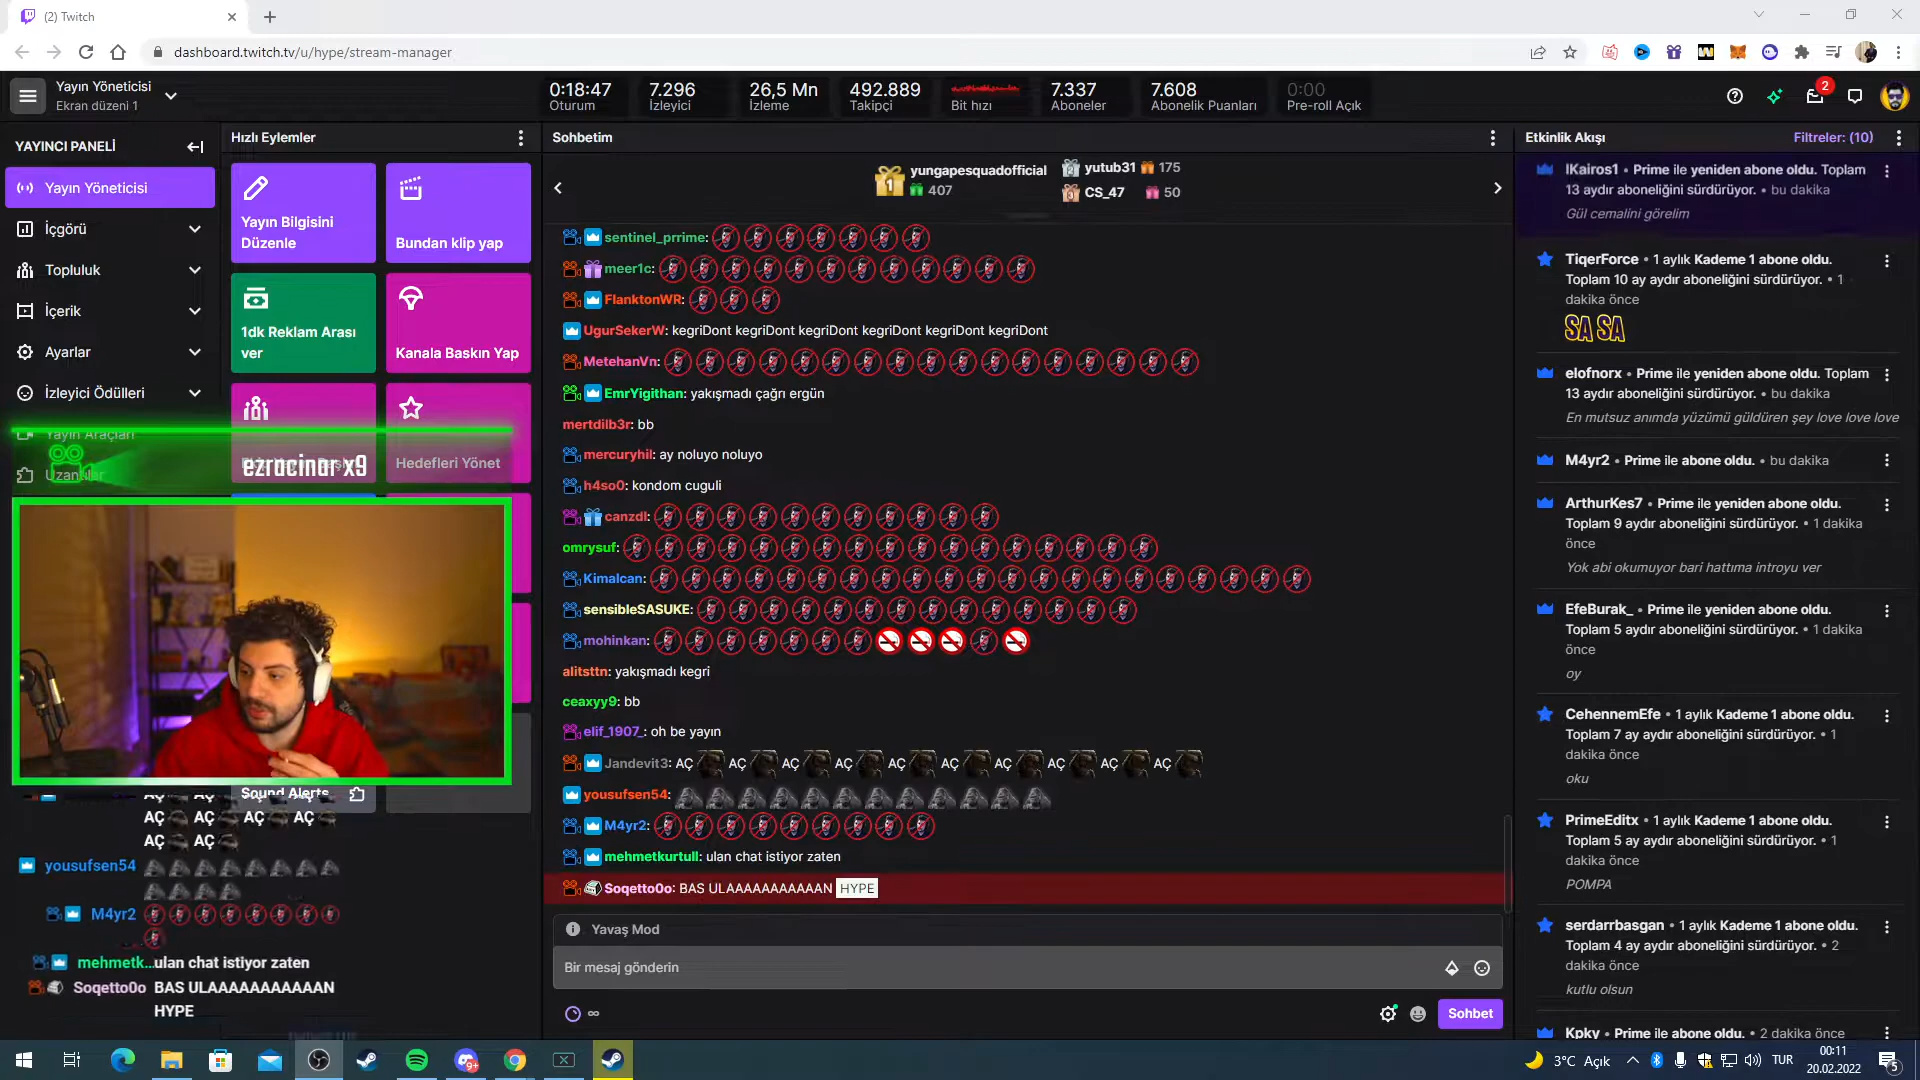 (2) Twitch
dashboard.twitch.tv/u/hype/stream-manager
Yayın Yöneticisi
Ekran düzeni 1
0:18:47
Oturum
7.296
İzleyici
26,5 Mn
İzleme
492.889
Takipçi
Bit hızı
7.337
Aboneler
7.608
Abonelik Puanları
0:00
Pre-roll Açık
2
YAYINCI PANELİ
Yayın Yöneticisi
İçgörü
Topluluk
İçerik
Ayarlar
İzleyici Ödülleri
Yayın Araçları
Uzantılar
ezrucinar x9
Hızlı Eylemler
Yayın Bilgisini
Düzenle
Bundan klip yap
1dk Reklam Arası
ver
Kanala Baskın Yap
Hedefleri Yönet
Sound Alerts
AÇ AÇ
AÇ AÇ AÇ AÇ
AÇ AÇ
yousufsen54
M4yr2
mehmetk...ulan chat istiyor zaten
Soqetto0o BAS ULAAAAAAAAAAAN
HYPE
Sohbetim
1
yungapesquadofficial
407
yutub31 175
CS_47 50
sentinel_prrime:
meer1c:
FlanktonWR:
UgurSekerW: kegriDont kegriDont kegriDont kegriDont kegriDont kegriDont
MetehanVn:
EmrYigithan: yakışmadı çağrı ergün
mertdilb3r: bb
mercuryhil: ay noluyo noluyo
h4so0: kondom cuguli
canzdl:
omrysuf:
Kimalcan:
sensibleSASUKE:
mohinkan:
alitsttn: yakışmadı kegri
ceaxyy9: bb
elif_1907_: oh be yayın
Jandevit3: AÇ AÇ AÇ AÇ AÇ AÇ AÇ AÇ AÇ AÇ
yousufsen54:
M4yr2:
mehmetkurtull: ulan chat istiyor zaten
Soqetto0o: BAS ULAAAAAAAAAAAN HYPE
Yavaş Mod
Bir mesaj gönderin
∞
Sohbet
Etkinlik Akışı
Filtreler: (10)
IKairos1 • Prime ile yeniden abone oldu. Toplam
13 aydır aboneliğini sürdürüyor. • bu dakika
Gül cemalini görelim
TiqerForce • 1 aylık Kademe 1 abone oldu.
Toplam 10 ay aydır aboneliğini sürdürüyor. • 1
dakika önce
SA SA
elofnorx • Prime ile yeniden abone oldu. Toplam
13 aydır aboneliğini sürdürüyor. • bu dakika
En mutsuz anımda yüzümü güldüren şey love love love
M4yr2 • Prime ile abone oldu. • bu dakika
ArthurKes7 • Prime ile yeniden abone oldu.
Toplam 9 aydır aboneliğini sürdürüyor. • 1 dakika
önce
Yok abi okumuyor bari hattıma introyu ver
EfeBurak_ • Prime ile yeniden abone oldu.
Toplam 5 aydır aboneliğini sürdürüyor. • 1 dakika
önce
oy
CehennemEfe • 1 aylık Kademe 1 abone oldu.
Toplam 7 ay aydır aboneliğini sürdürüyor. • 1
dakika önce
oku
PrimeEditx • 1 aylık Kademe 1 abone oldu.
Toplam 5 ay aydır aboneliğini sürdürüyor. • 1
dakika önce
POMPA
serdarrbasgan • 1 aylık Kademe 1 abone oldu.
Toplam 4 ay aydır aboneliğini sürdürüyor. • 2
dakika önce
kutlu olsun
Kpky • Prime ile yeniden abone oldu. • 2 dakika önce
9+
3°C Açık
TUR
00:11
20.02.2022
5